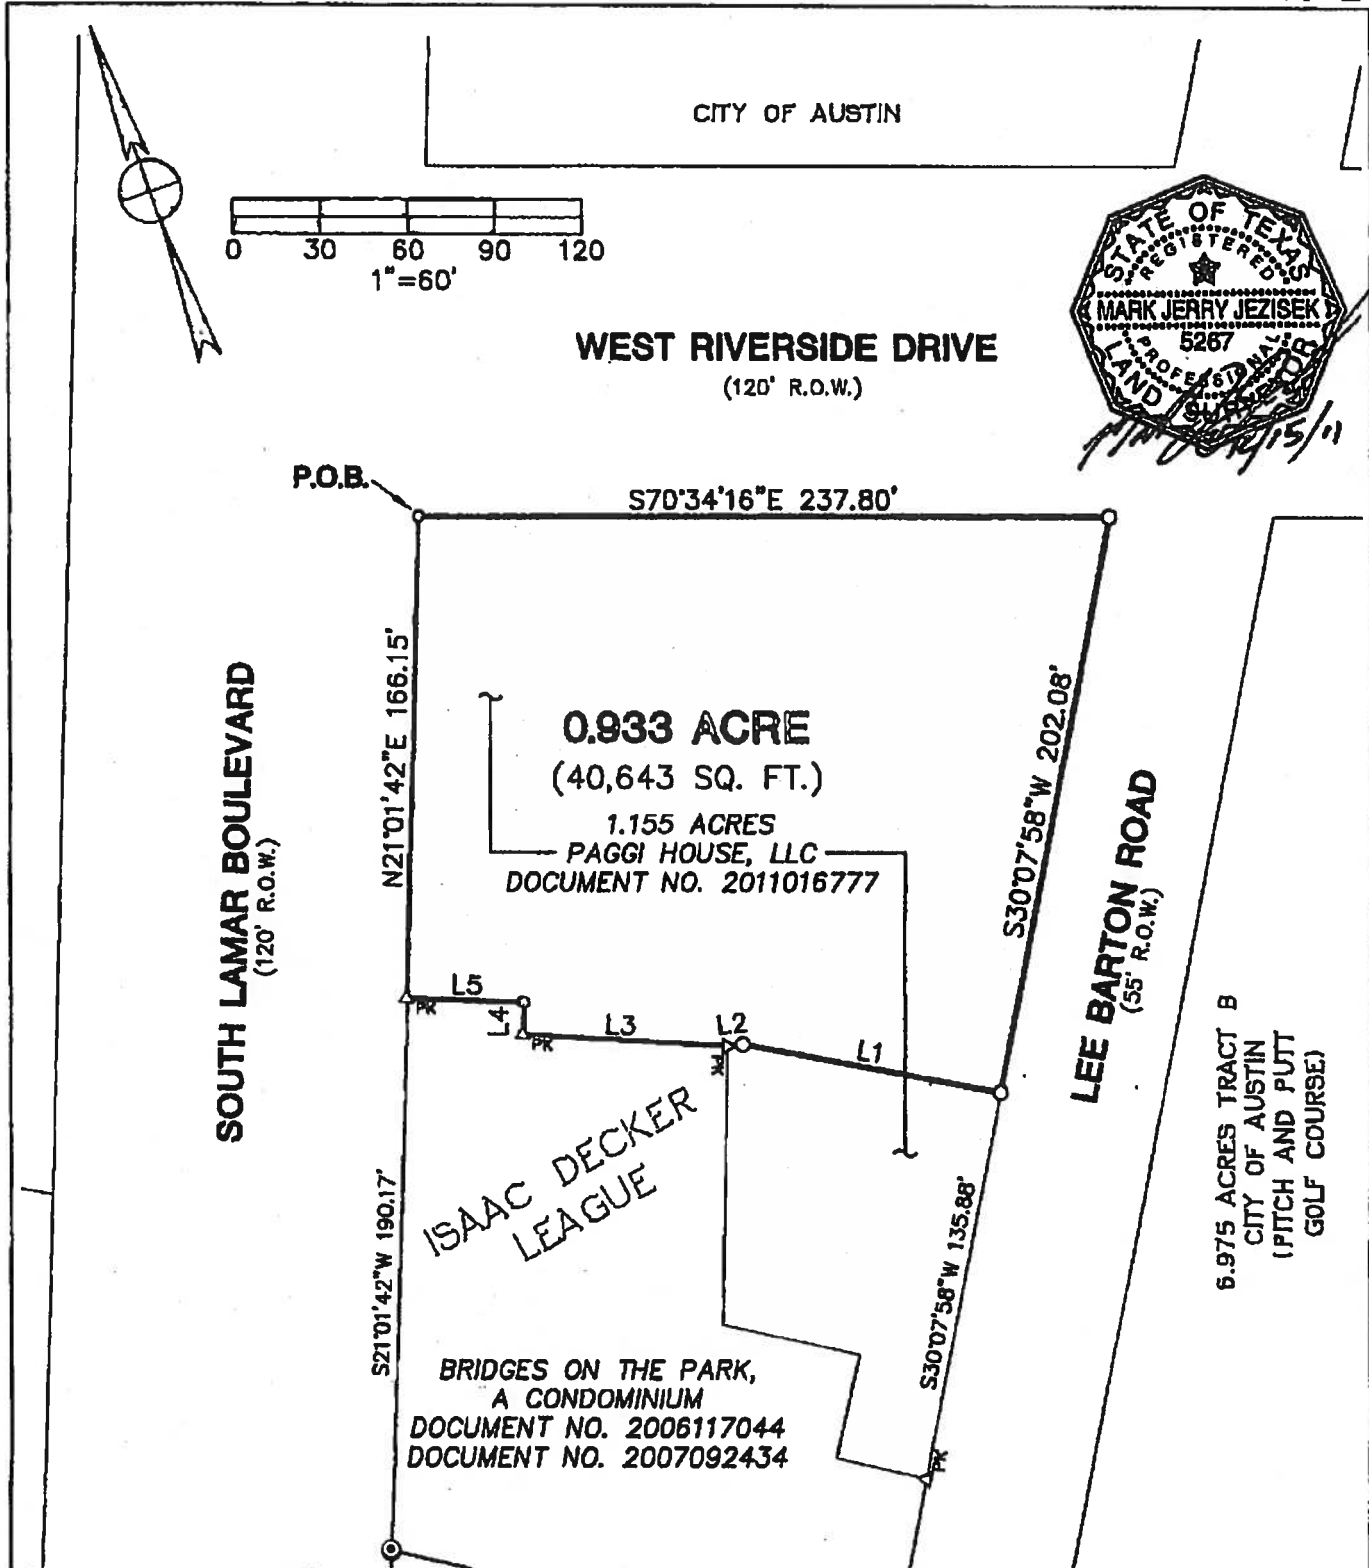 CITY OF AUSTIN
0 30 60 90 120
1"=60'
STATE OF TEXAS
REGISTERED
MARK JERRY JEZISEK
5267
PROFESSIONAL
LAND SURVEYOR
WEST RIVERSIDE DRIVE
(120' R.O.W.)
P.O.B.
S70°34'16"E 237.80'
N21°01'42"E 166.15'
SOUTH LAMAR BOULEVARD
(120' R.O.W.)
0.933 ACRE
(40,643 SQ. FT.)
1.155 ACRES
PAGGI HOUSE, LLC
DOCUMENT NO. 2011016777
S30°07'58"W 202.08'
LEE BARTON ROAD
(55' R.O.W.)
L5
PK
L4
PK
L3
L2
PK
L1
ISAAC DECKER
LEAGUE
6.975 ACRES TRACT B
CITY OF AUSTIN
(PITCH AND PUTT
GOLF COURSE)
S21°01'42"W 190.17'
S30°07'58"W 135.88'
BRIDGES ON THE PARK,
A CONDOMINIUM
DOCUMENT NO. 2006117044
DOCUMENT NO. 2007092434
PK